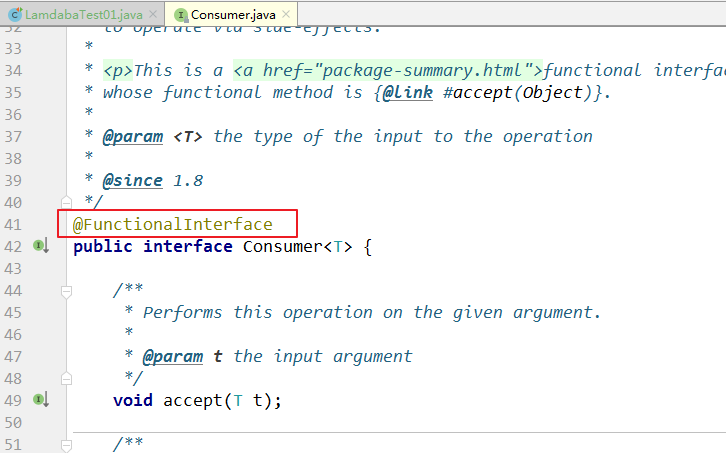 LamdabaTest01.java × Consumer.java ×
32 * to operate via side-effects.
33 *
34 * <p>This is a <a href="package-summary.html">functional interfac
35 * whose functional method is {@link #accept(Object)}.
36 *
37 * @param <T> the type of the input to the operation
38 *
39 * @since 1.8
40 */
41 @FunctionalInterface
42 public interface Consumer<T> {
43
44 /**
45 * Performs this operation on the given argument.
46 *
47 * @param t the input argument
48 */
49 void accept(T t);
50
51 /**